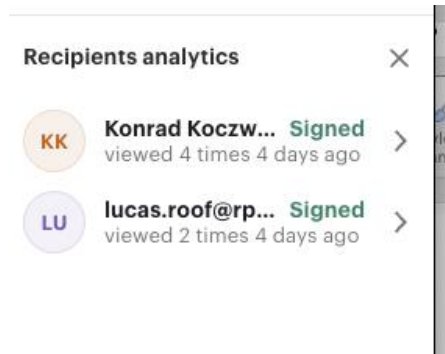 Recipients analytics
KK
Konrad Koczw... Signed
viewed 4 times 4 days ago
LU
lucas.roof@rp... Signed
viewed 2 times 4 days ago